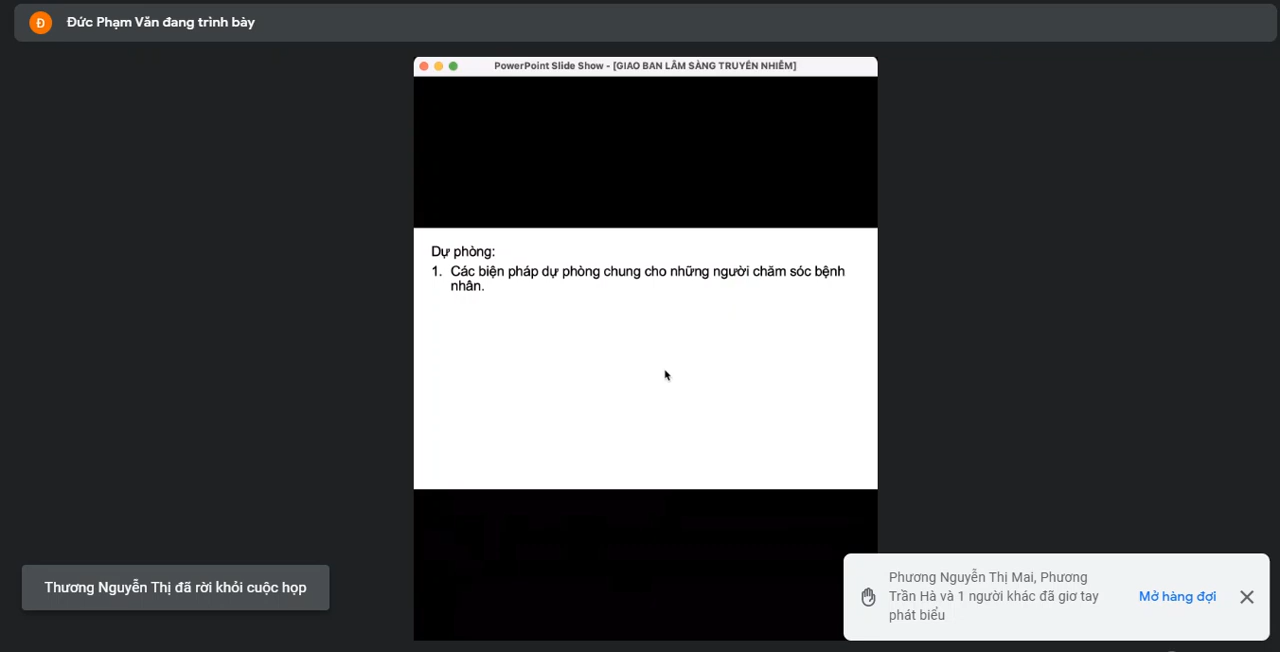 Đ
Đức Phạm Văn đang trình bày
PowerPoint Slide Show - [GIAO BAN LÂM SÀNG TRUYỀN NHIỄM]
Dự phòng:
1. Các biện pháp dự phòng chung cho những người chăm sóc bệnh
nhân.
Thương Nguyễn Thị đã rời khỏi cuộc họp
Phương Nguyễn Thị Mai, Phương
Trần Hà và 1 người khác đã giơ tay
phát biểu
Mở hàng đợi